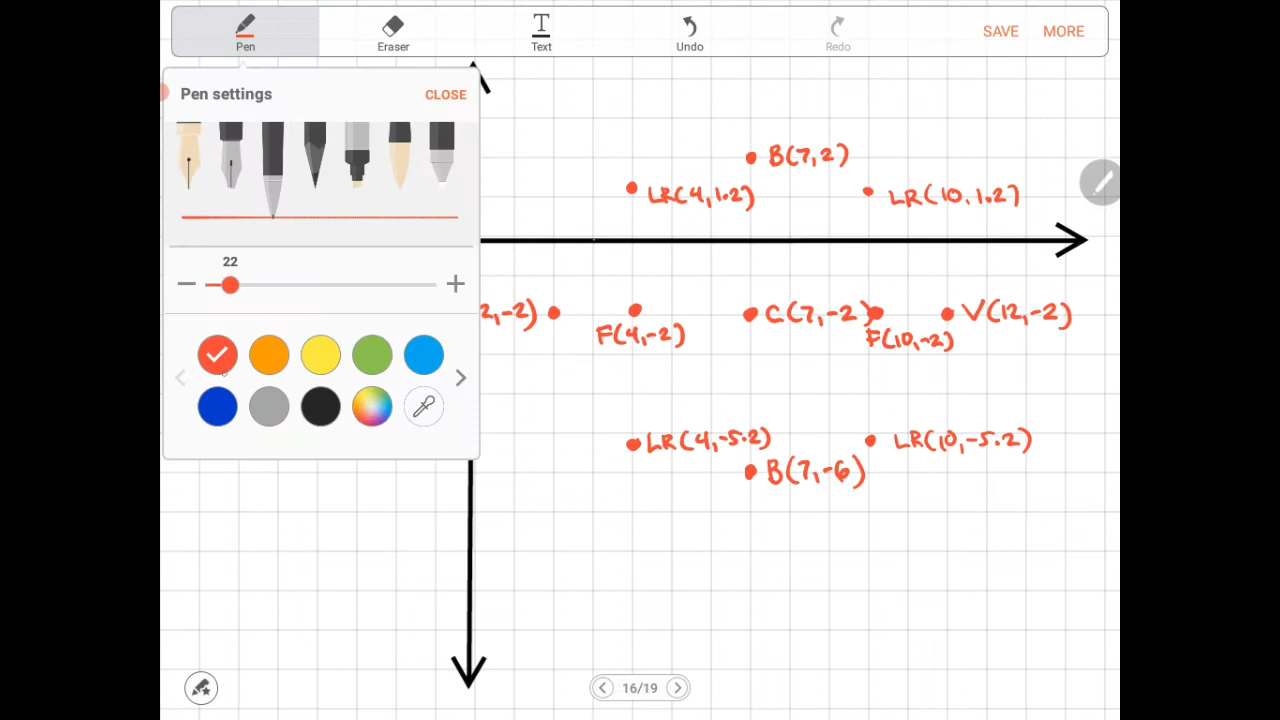 Pen
Eraser
Text
Undo
Redo
SAVE
MORE
Pen settings
CLOSE
22
B(7,2)
LR(4,1.2)
LR(10,1.2)
2,-2)
F(4,-2)
C(7,-2)
F(10,-2)
V(12,-2)
LR(4,-5.2)
LR(10,-5.2)
B(7,-6)
16/19